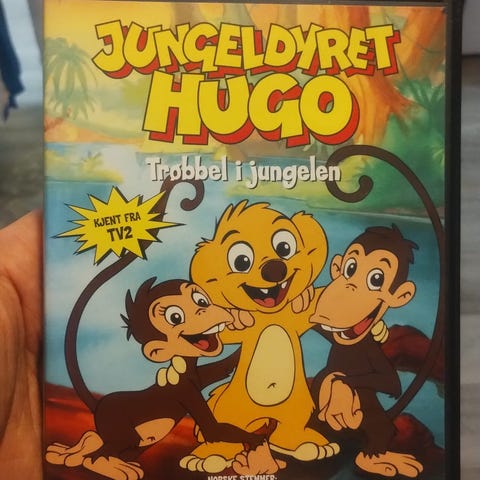 JUNGELDYRET
HUGO
Trøbbel i jungelen
KJENT FRA
TV2
NORSKE STEMMER: